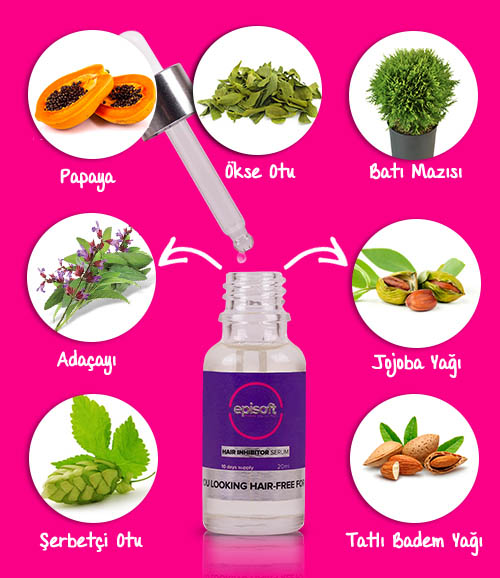 Papaya
Ökse Otu
Batı Mazısı
Adaçayı
Jojoba Yağı
episoft
HAIR INHIBITOR SERUM
10 days supply
20ml
OU LOOKING HAIR-FREE FOR
Şerbetçi Otu
Tatlı Badem Yağı